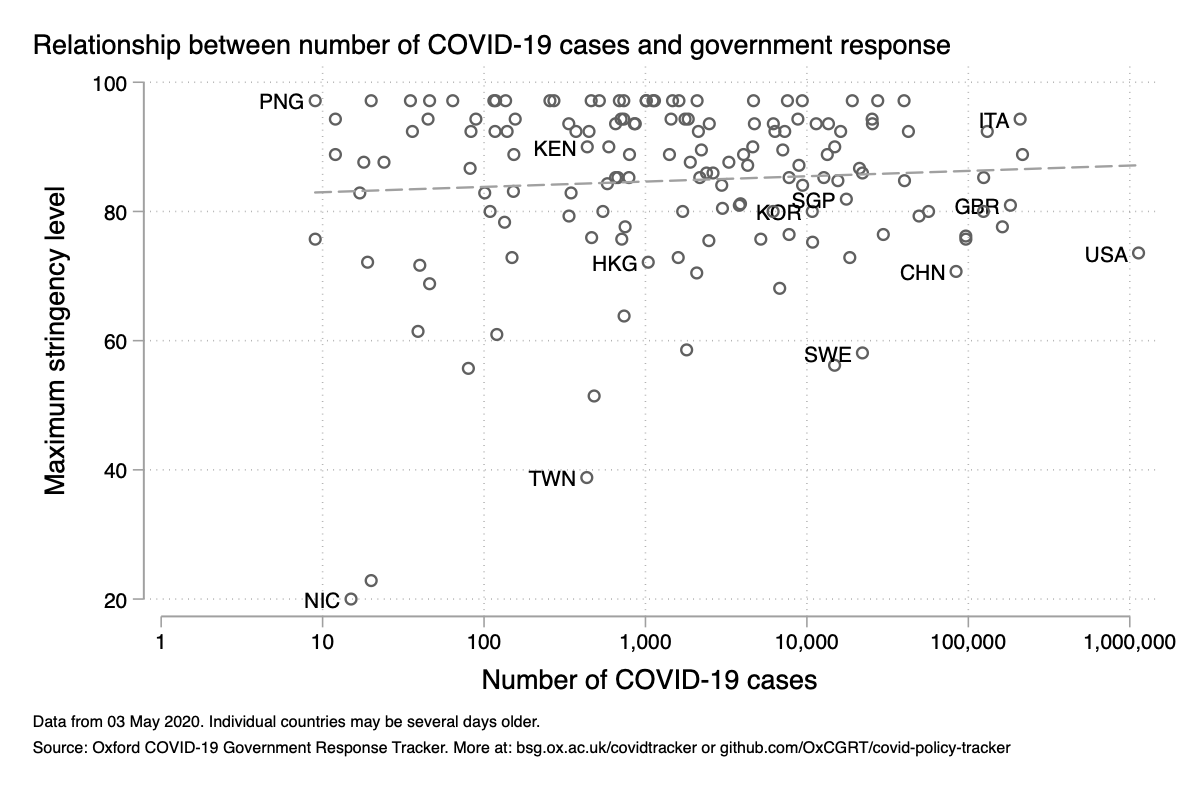 Relationship between number of COVID-19 cases and government response
Maximum stringency level
100
80
60
40
20
PNG
ITA
KEN
SGP
KOR
GBR
HKG
USA
CHN
SWE
TWN
NIC
1 10 100 1,000 10,000 100,000 1,000,000
Number of COVID-19 cases
Data from 03 May 2020. Individual countries may be several days older.
Source: Oxford COVID-19 Government Response Tracker. More at: bsg.ox.ac.uk/covidtracker or github.com/OxCGRT/covid-policy-tracker